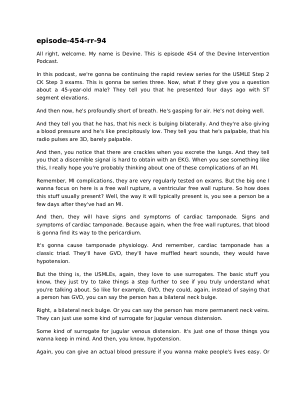 episode-454-rr-94
All right, welcome. My name is Devine. This is episode 454 of the Devine Intervention
Podcast.
In this podcast, we're gonna be continuing the rapid review series for the USMLE Step 2
CK Step 3 exams. This is gonna be series three. Now, what if they give you a question
about a 45-year-old male? They tell you that he presented four days ago with ST
segment elevations.
And then now, he's profoundly short of breath. He's gasping for air. He's not doing well.
And they tell you that he has, that his neck is bulging bilaterally. And they're also giving
a blood pressure and he's like precipitously low. They tell you that he's palpable, that his
radio pulses are 3D, barely palpable.
And then, you notice that there are crackles when you excrete the lungs. And they tell
you that a discernible signal is hard to obtain with an EKG. When you see something like
this, I really hope you're probably thinking about one of these complications of an MI.
Remember, MI complications, they are very regularly tested on exams. But the big one I
wanna focus on here is a free wall rupture, a ventricular free wall rupture. So how does
this usually present? Well, the way it will typically present is, you see a person be a
few days after they've had an MI.
And then, they will have signs and symptoms of cardiac tamponade. Signs and
symptoms of cardiac tamponade. Because again, when the free wall ruptures, that blood
is gonna find its way to the pericardium.
It's gonna cause tamponade physiology. And remember, cardiac tamponade has a
classic triad. They'll have GVD, they'll have muffled heart sounds, they would have
hypotension.
But the thing is, the USMLEs, again, they love to use surrogates. The basic stuff you
know, they just try to take things a step further to see if you truly understand what
you're talking about. So like for example, GVD, they could, again, instead of saying that
a person has GVD, you can say the person has a bilateral neck bulge.
Right, a bilateral neck bulge. Or you can say the person has more permanent neck veins.
They can just use some kind of surrogate for jugular venous distension.
Some kind of surrogate for jugular venous distension. It's just one of those things you
wanna keep in mind. And then, you know, hypotension.
Again, you can give an actual blood pressure if you wanna make people's lives easy. Or